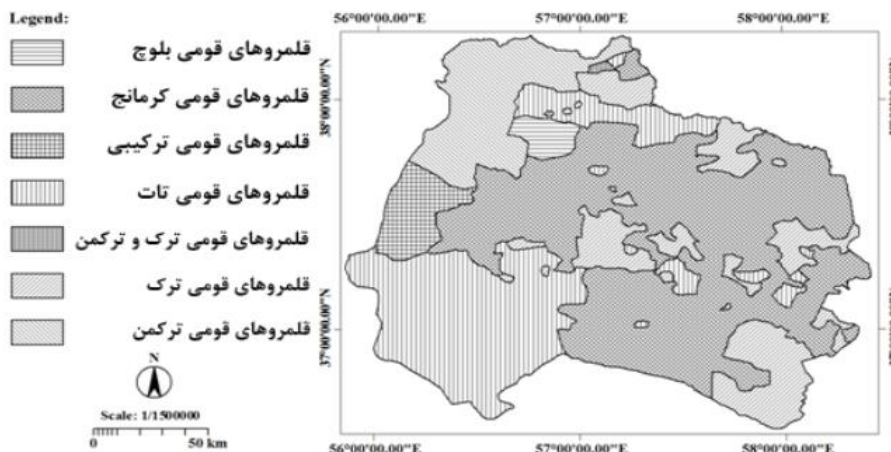 Legend:
قلمروهای قومی بلوچ
قلمروهای قومی کرمانج
قلمروهای قومی ترکیبی
قلمروهای قومی تات
قلمروهای قومی ترک و ترکمن
قلمروهای قومی ترک
قلمروهای قومی ترکمن
N
Scale: 1/1500000
0 50 km
56°00'00.00"E 57°00'00.00"E 58°00'00.00"E
38°00'00.00"N
37°00'00.00"N
56°00'00.00"E 57°00'00.00"E 58°00'00.00"E